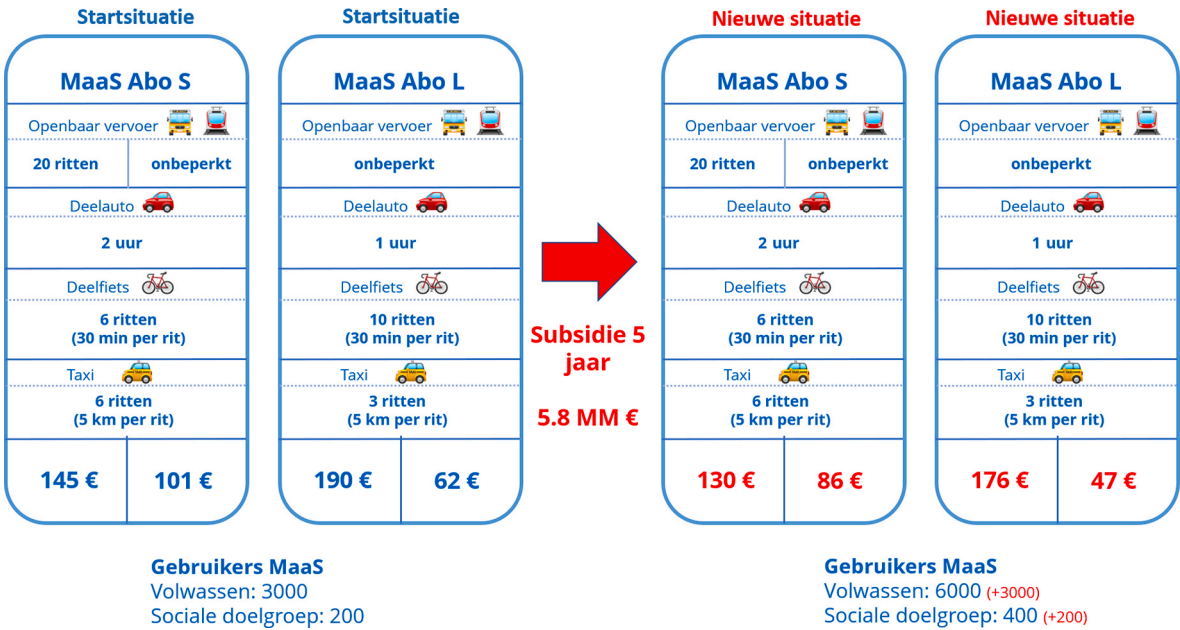 Startsituatie
MaaS Abo S
Openbaar vervoer
20 ritten
onbeperkt
Deelauto
2 uur
Deelfiets
6 ritten
(30 min per rit)
Taxi
TAXI
6 ritten
(5 km per rit)
145 €
101 €
Startsituatie
MaaS Abo L
Openbaar vervoer
onbeperkt
Deelauto
1 uur
Deelfiets
10 ritten
(30 min per rit)
Taxi
TAXI
3 ritten
(5 km per rit)
190 €
62 €
Gebruikers MaaS
Volwassen: 3000
Sociale doelgroep: 200
Subsidie 5
jaar
5.8 MM €
Nieuwe situatie
MaaS Abo S
Openbaar vervoer
20 ritten
onbeperkt
Deelauto
2 uur
Deelfiets
6 ritten
(30 min per rit)
Taxi
TAXI
6 ritten
(5 km per rit)
130 €
86 €
Nieuwe situatie
MaaS Abo L
Openbaar vervoer
onbeperkt
Deelauto
1 uur
Deelfiets
10 ritten
(30 min per rit)
Taxi
TAXI
3 ritten
(5 km per rit)
176 €
47 €
Gebruikers MaaS
Volwassen: 6000 (+3000)
Sociale doelgroep: 400 (+200)